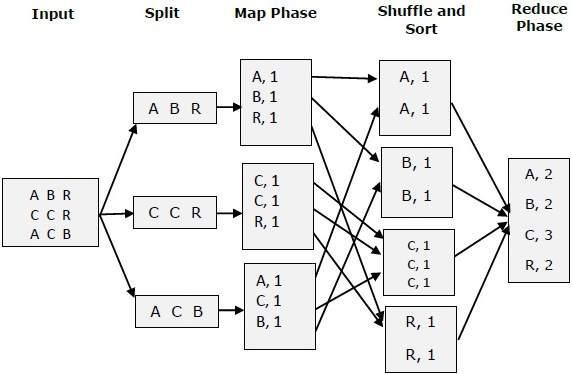 Input
Split
Map Phase
Shuffle and
Sort
Reduce
Phase
A B R
C C R
A C B
A B R
C C R
A C B
A, 1
B, 1
R, 1
C, 1
C, 1
R, 1
A, 1
C, 1
B, 1
A, 1
A, 1
B, 1
B, 1
C, 1
C, 1
C, 1
R, 1
R, 1
A, 2
B, 2
C, 3
R, 2